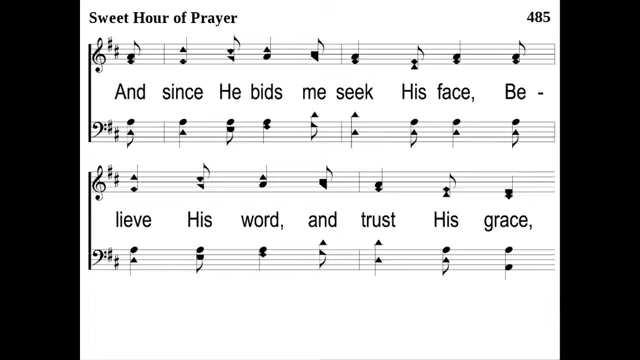 Sweet Hour of Prayer 485
And since He bids me seek His face, Be -
lieve His word, and trust His grace,